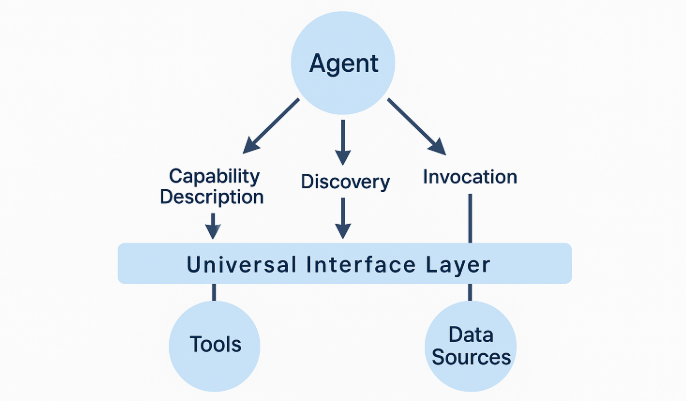 Agent
Capability
Description
Discovery
Invocation
Universal Interface Layer
Tools
Data
Sources